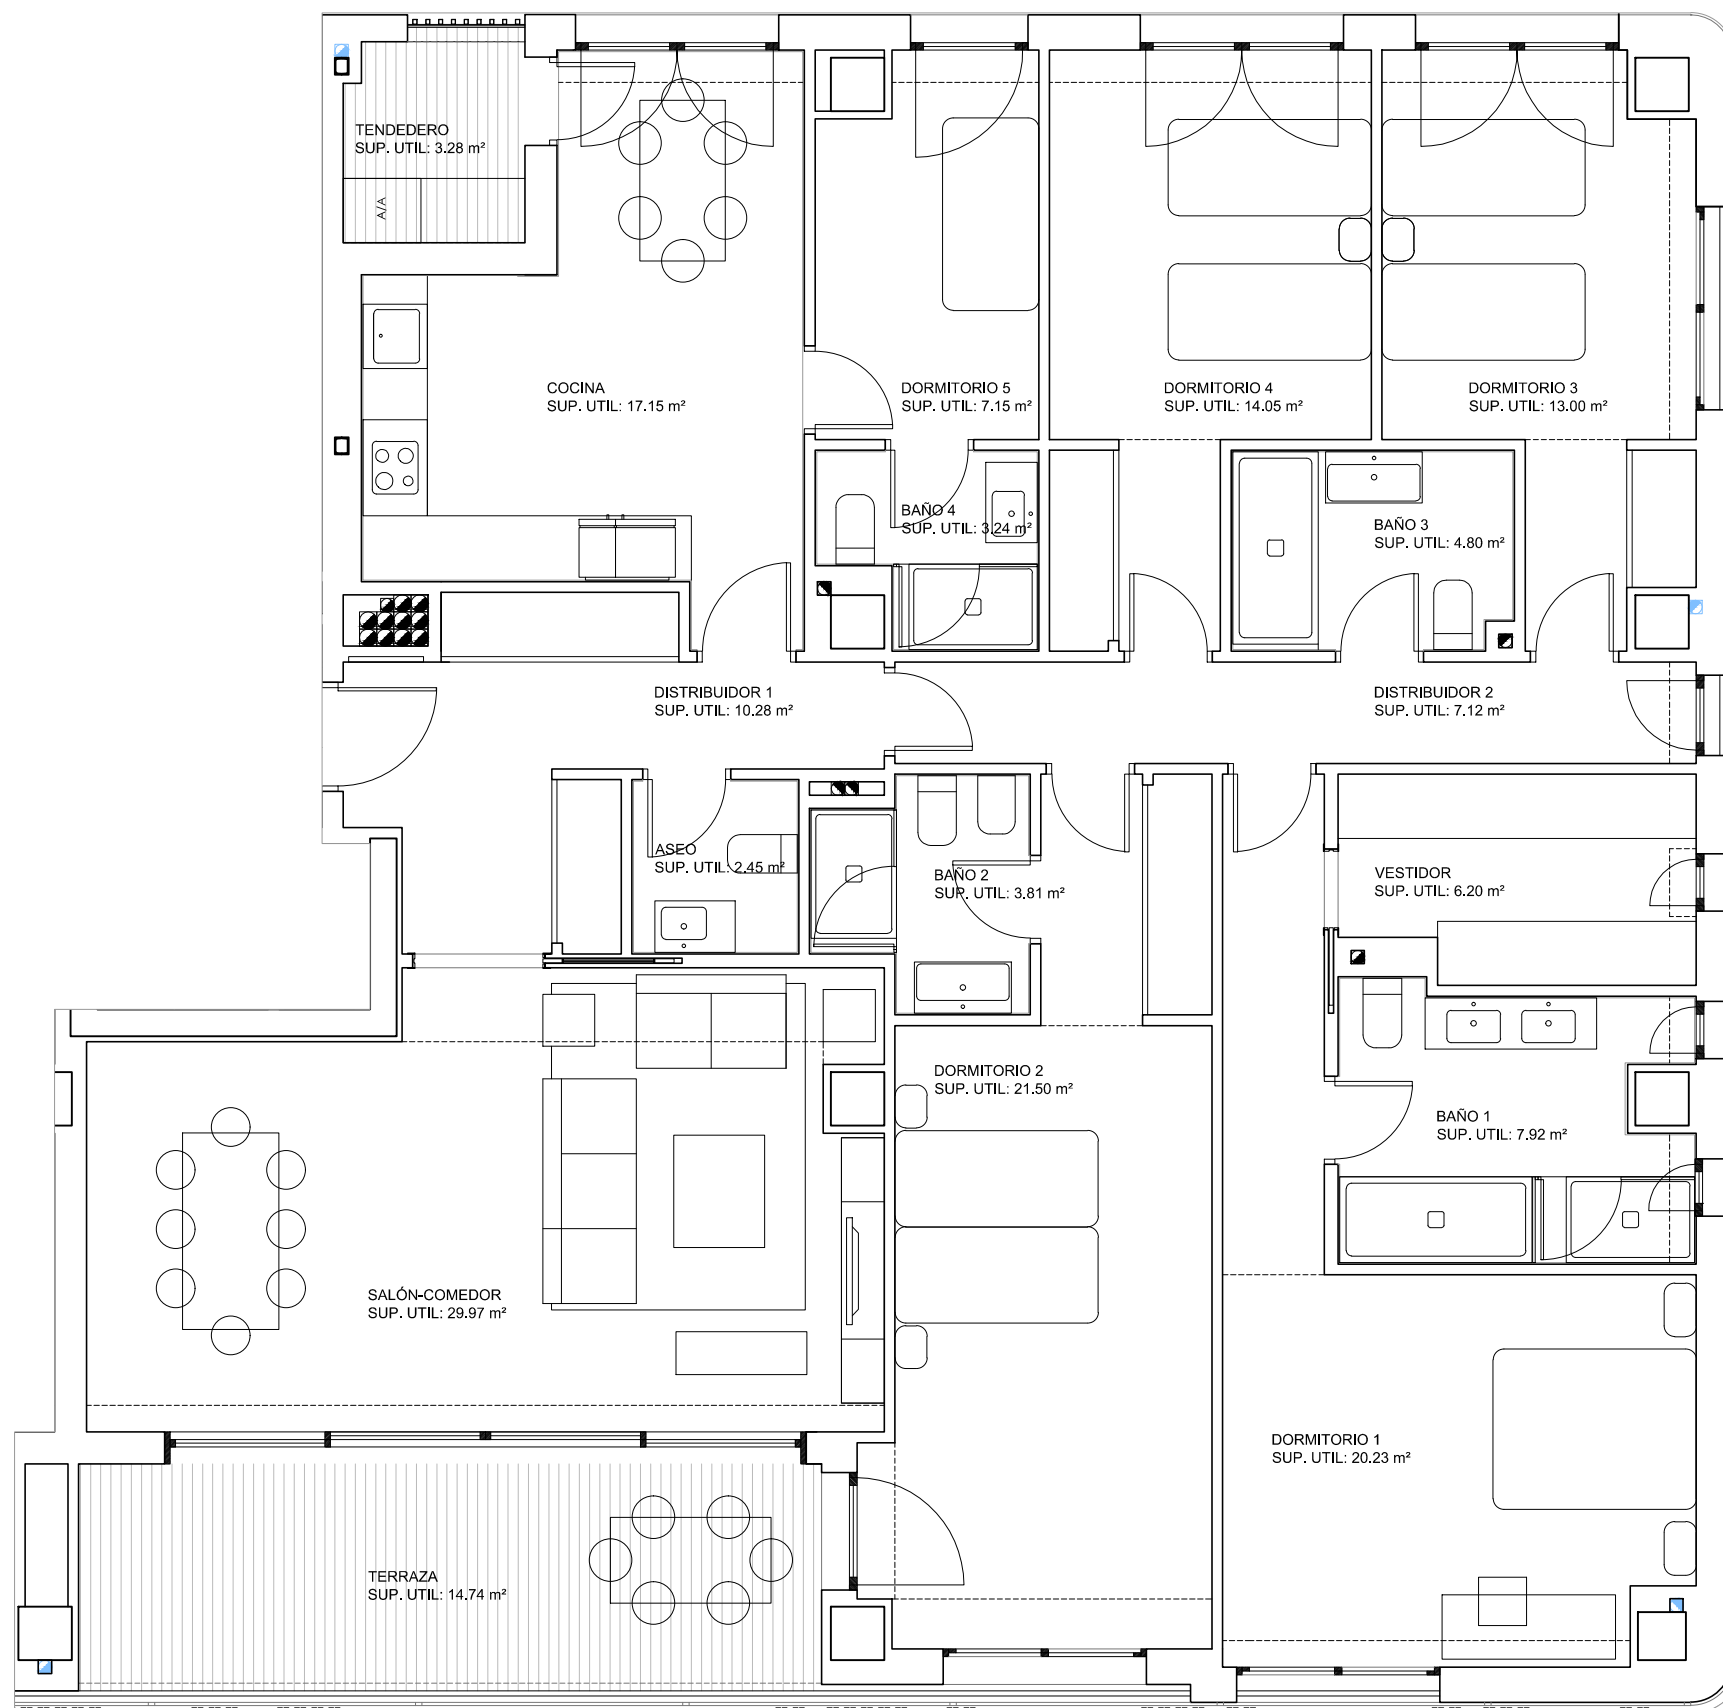 TENDEDERO
SUP. UTIL: 3.28 m²
A/A
COCINA
SUP. UTIL: 17.15 m²
DORMITORIO 5
SUP. UTIL: 7.15 m²
DORMITORIO 4
SUP. UTIL: 14.05 m²
DORMITORIO 3
SUP. UTIL: 13.00 m²
BAÑO 4
SUP. UTIL: 3.24 m²
BAÑO 3
SUP. UTIL: 4.80 m²
DISTRIBUIDOR 1
SUP. UTIL: 10.28 m²
DISTRIBUIDOR 2
SUP. UTIL: 7.12 m²
ASEO
SUP. UTIL: 2.45 m²
BAÑO 2
SUP. UTIL: 3.81 m²
VESTIDOR
SUP. UTIL: 6.20 m²
DORMITORIO 2
SUP. UTIL: 21.50 m²
BAÑO 1
SUP. UTIL: 7.92 m²
SALÓN-COMEDOR
SUP. UTIL: 29.97 m²
DORMITORIO 1
SUP. UTIL: 20.23 m²
TERRAZA
SUP. UTIL: 14.74 m²